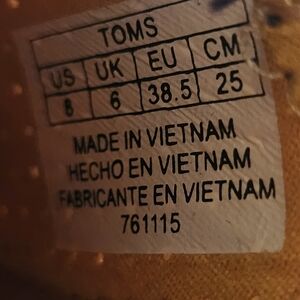 TOMS
US UK EU CM
8 6 38.5 25
MADE IN VIETNAM
HECHO EN VIETNAM
FABRICANTE EN VIETNAM
761115